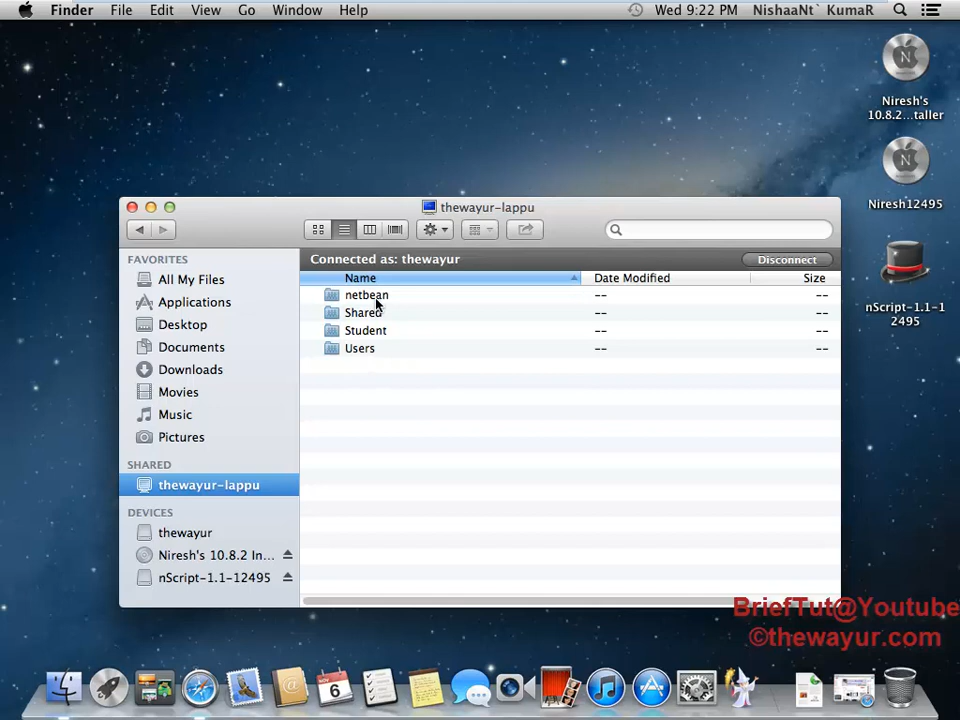 Finder File Edit View Go Window Help Wed 9:22 PM NishaaNt` KumaR
Niresh's
10.8.2...taller
Niresh12495
nScript-1.1-1
2495
thewayur-lappu
Connected as: thewayur Disconnect
Name Date Modified Size
netbean -- --
Shared -- --
Student -- --
Users -- --
FAVORITES
All My Files
Applications
Desktop
Documents
Downloads
Movies
Music
Pictures
SHARED
thewayur-lappu
DEVICES
thewayur
Niresh's 10.8.2 In...
nScript-1.1-12495
BriefTut@Youtube
©thewayur.com
NOV
6